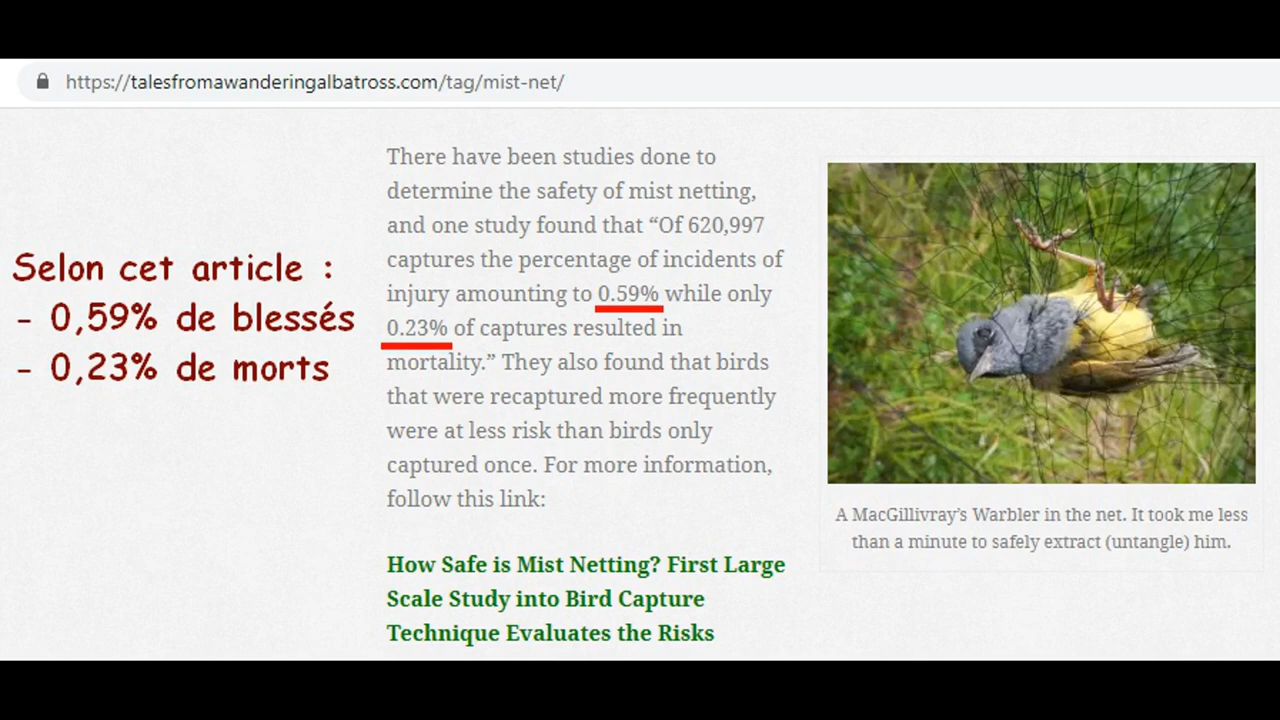 https://talesfromawanderingalbatross.com/tag/mist-net/
Selon cet article :
- 0,59% de blessés
- 0,23% de morts
There have been studies done to
determine the safety of mist netting,
and one study found that “Of 620,997
captures the percentage of incidents of
injury amounting to 0.59% while only
0.23% of captures resulted in
mortality.” They also found that birds
that were recaptured more frequently
were at less risk than birds only
captured once. For more information,
follow this link:
How Safe is Mist Netting? First Large
Scale Study into Bird Capture
Technique Evaluates the Risks
A MacGillivray’s Warbler in the net. It took me less
than a minute to safely extract (untangle) him.